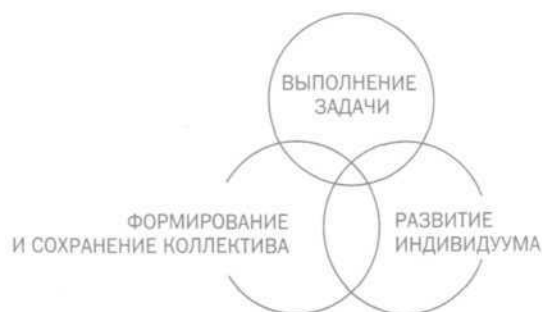 ВЫПОЛНЕНИЕ
ЗАДАЧИ
ФОРМИРОВАНИЕ
И СОХРАНЕНИЕ КОЛЛЕКТИВА
РАЗВИТИЕ
ИНДИВИДУУМА